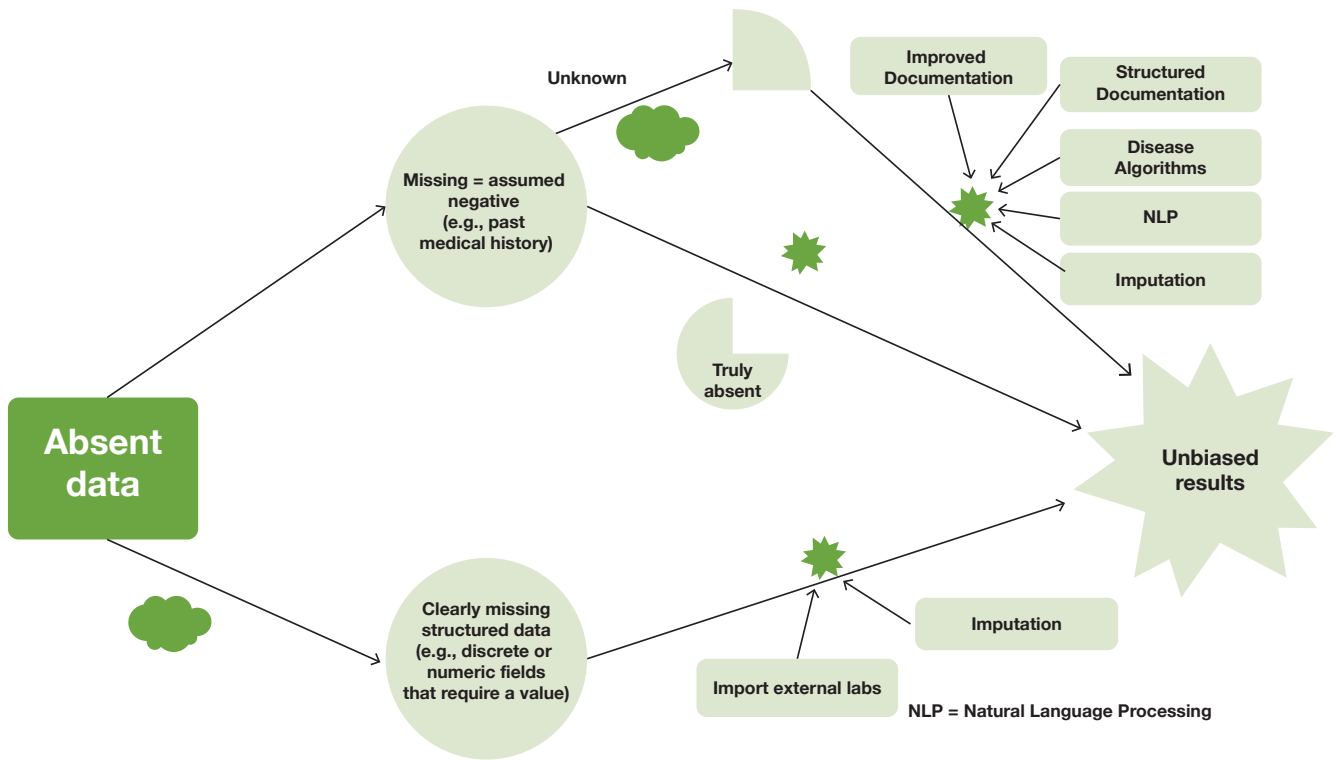 Unknown
Improved
Documentation
Structured
Documentation
Disease
Algorithms
NLP
Imputation
Missing = assumed
negative
(e.g., past
medical history)
Truly
absent
Absent
data
Unbiased
results
Clearly missing
structured data
(e.g., discrete or
numeric fields
that require a value)
Imputation
Import external labs
NLP = Natural Language Processing